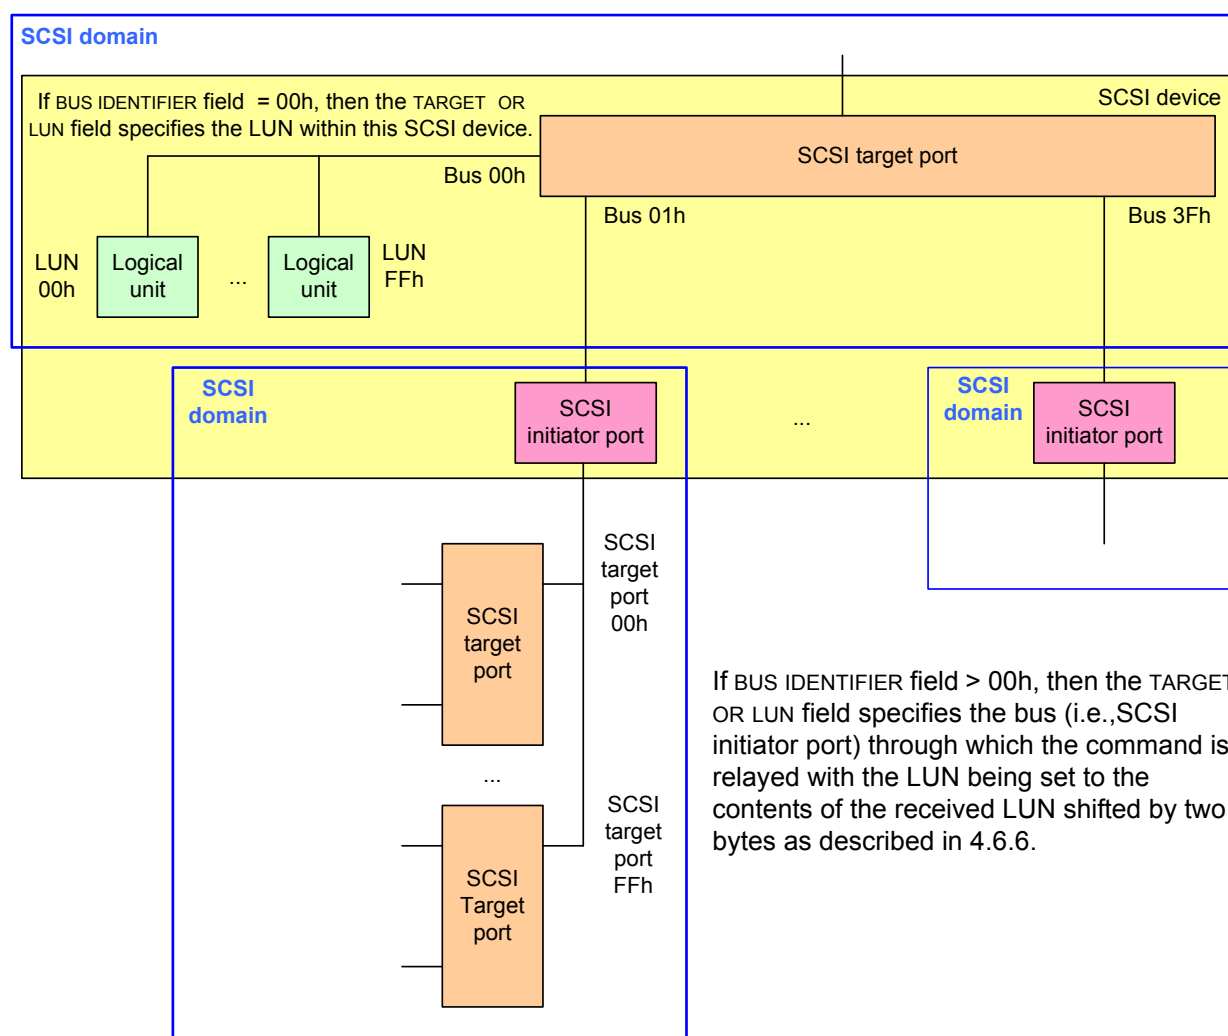 SCSI domain
If BUS IDENTIFIER field = 00h, then the TARGET OR
LUN field specifies the LUN within this SCSI device.
SCSI device
SCSI target port
Bus 00h
Bus 01h
Bus 3Fh
LUN
00h
Logical
unit
...
Logical
unit
LUN
FFh
SCSI
domain
SCSI
initiator port
...
SCSI
domain
SCSI
initiator port
SCSI
target
port
00h
SCSI
target
port
If BUS IDENTIFIER field > 00h, then the TARGET
OR LUN field specifies the bus (i.e.,SCSI
initiator port) through which the command is
relayed with the LUN being set to the
contents of the received LUN shifted by two
bytes as described in 4.6.6.
...
SCSI
target
port
FFh
SCSI
Target
port